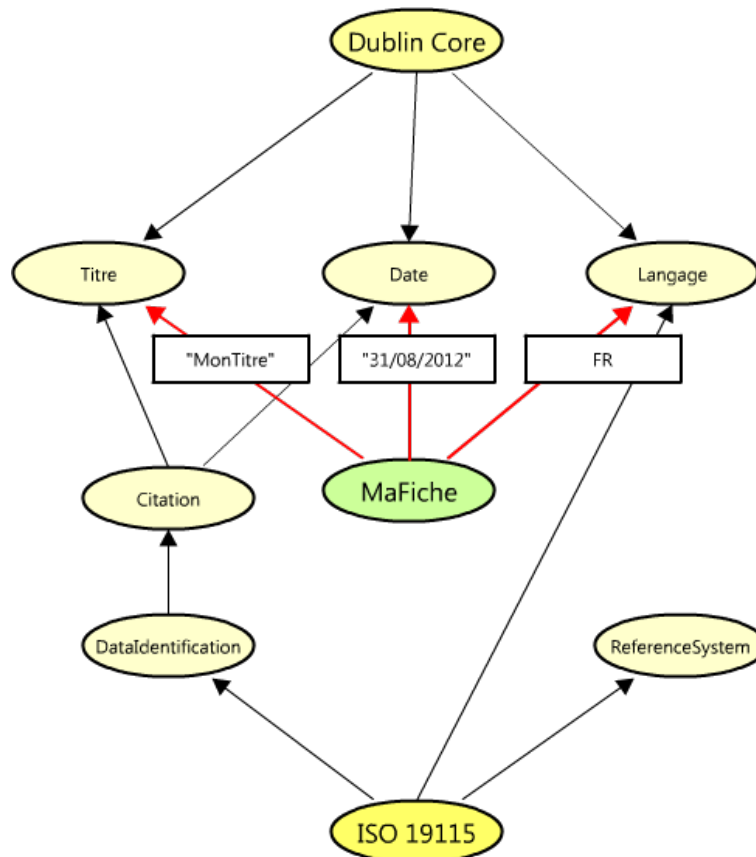 Dublin Core
Titre
Date
Langage
"MonTitre"
"31/08/2012"
FR
Citation
MaFiche
DataIdentification
ReferenceSystem
ISO 19115